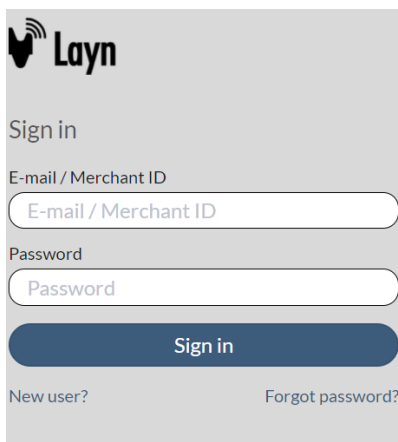 Layn
Sign in
E-mail / Merchant ID
E-mail / Merchant ID
Password
Password
Sign in
New user? Forgot password?